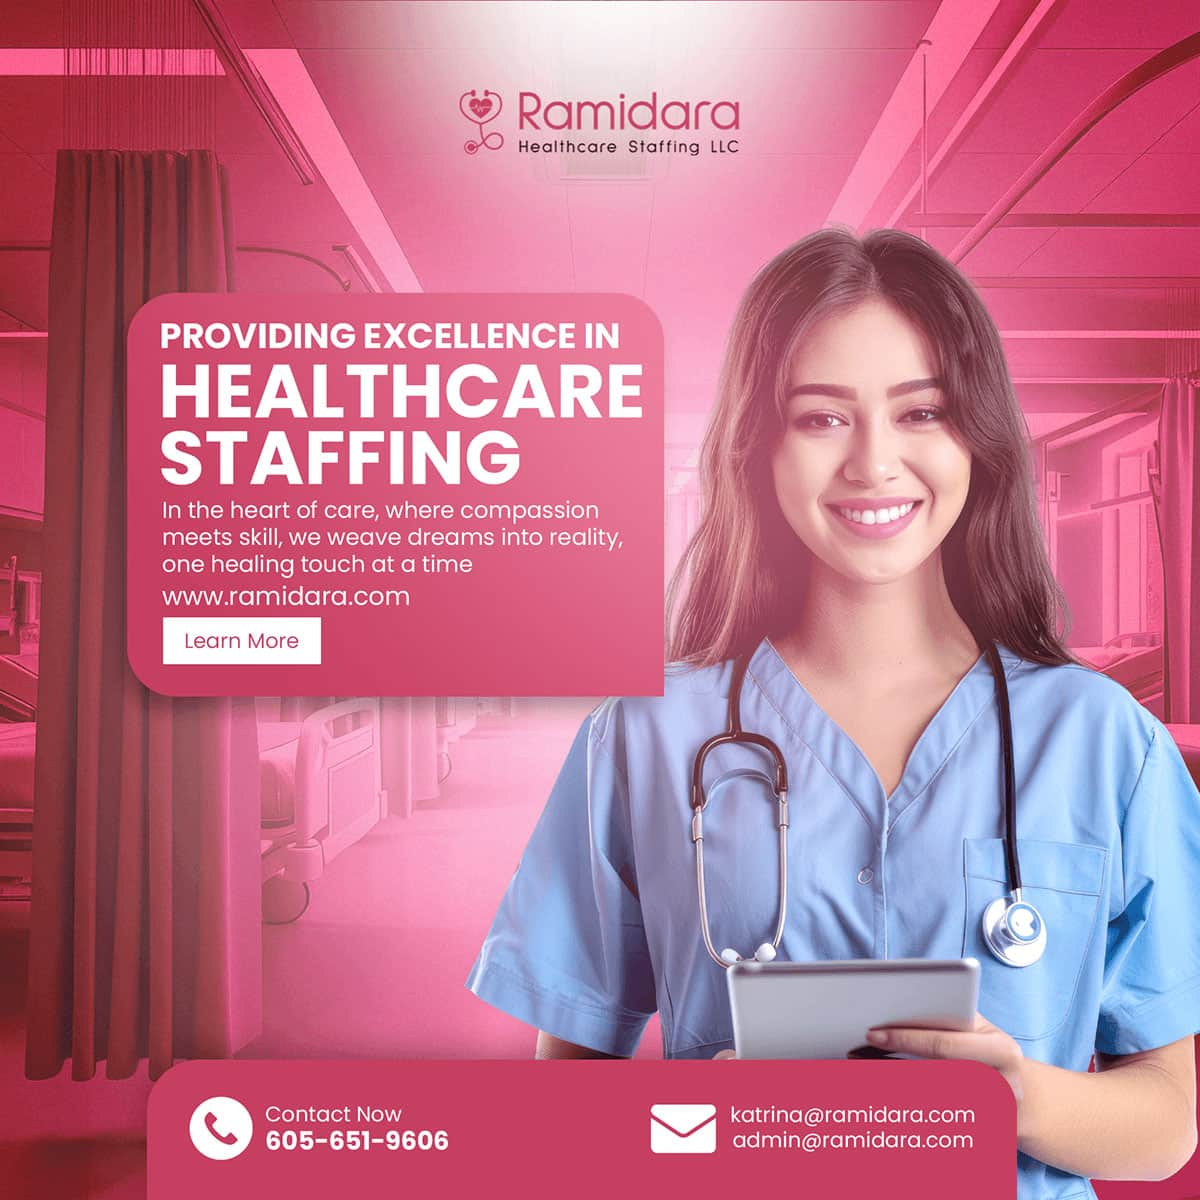 Ramidara
Healthcare Staffing LLC
PROVIDING EXCELLENCE IN
HEALTHCARE
STAFFING
In the heart of care, where compassion
meets skill, we weave dreams into reality,
one healing touch at a time
www.ramidara.com
Learn More
Contact Now
605-651-9606
katrina@ramidara.com
admin@ramidara.com